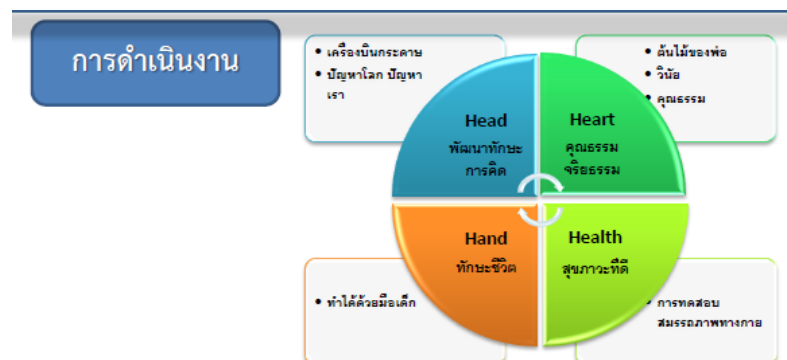 การดำเนินงาน
• เครื่องบินกระดาษ
• ปัญหาโลก ปัญหา
เรา
• ต้นไม้ของพ่อ
• วินัย
• คุณธรรม
Head
พัฒนาทักษะ
การคิด
Heart
คุณธรรม
จริยธรรม
Hand
ทักษะชีวิต
Health
สุขภาวะที่ดี
• ทำได้ด้วยมือเด็ก
• การทดสอบ
สมรรถภาพทางกาย